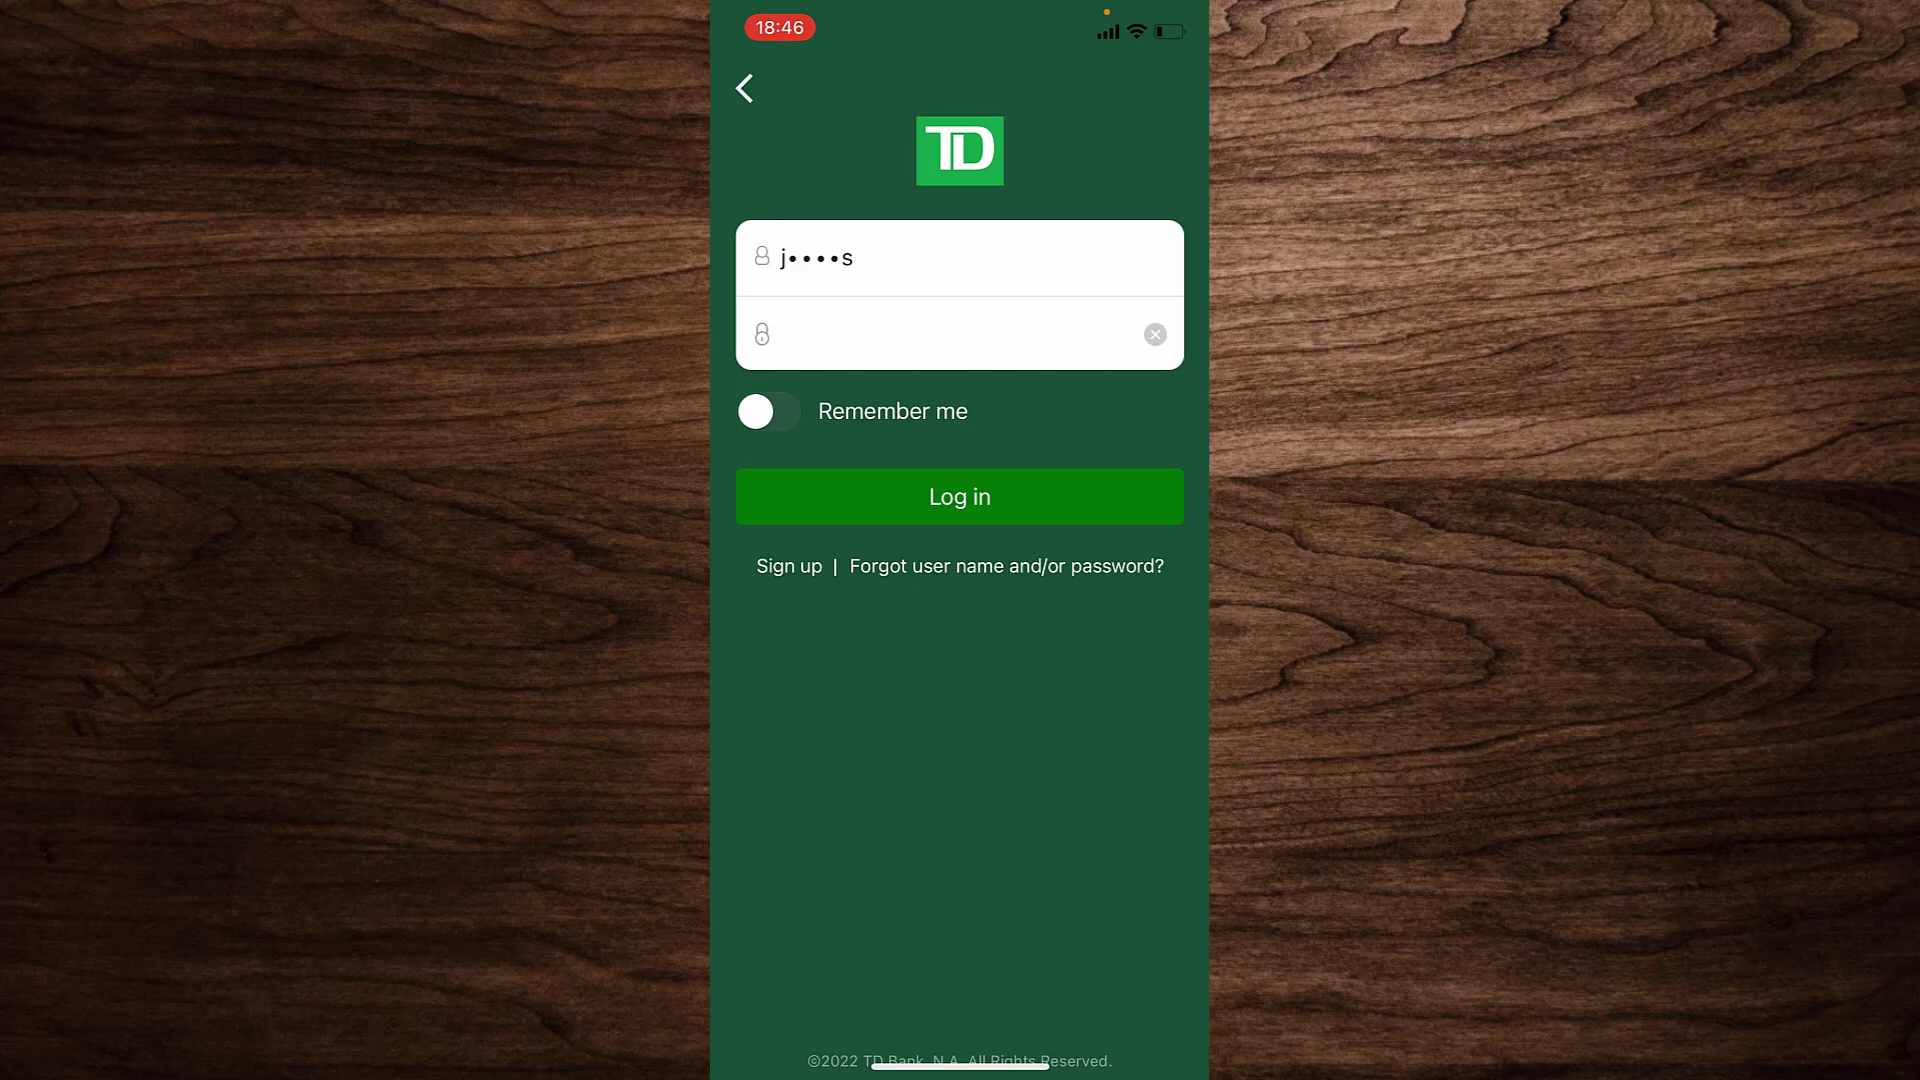 18:46
TD
j••••s
Remember me
Log in
Sign up | Forgot user name and/or password?
©2022 TD Bank, N.A. All Rights Reserved.